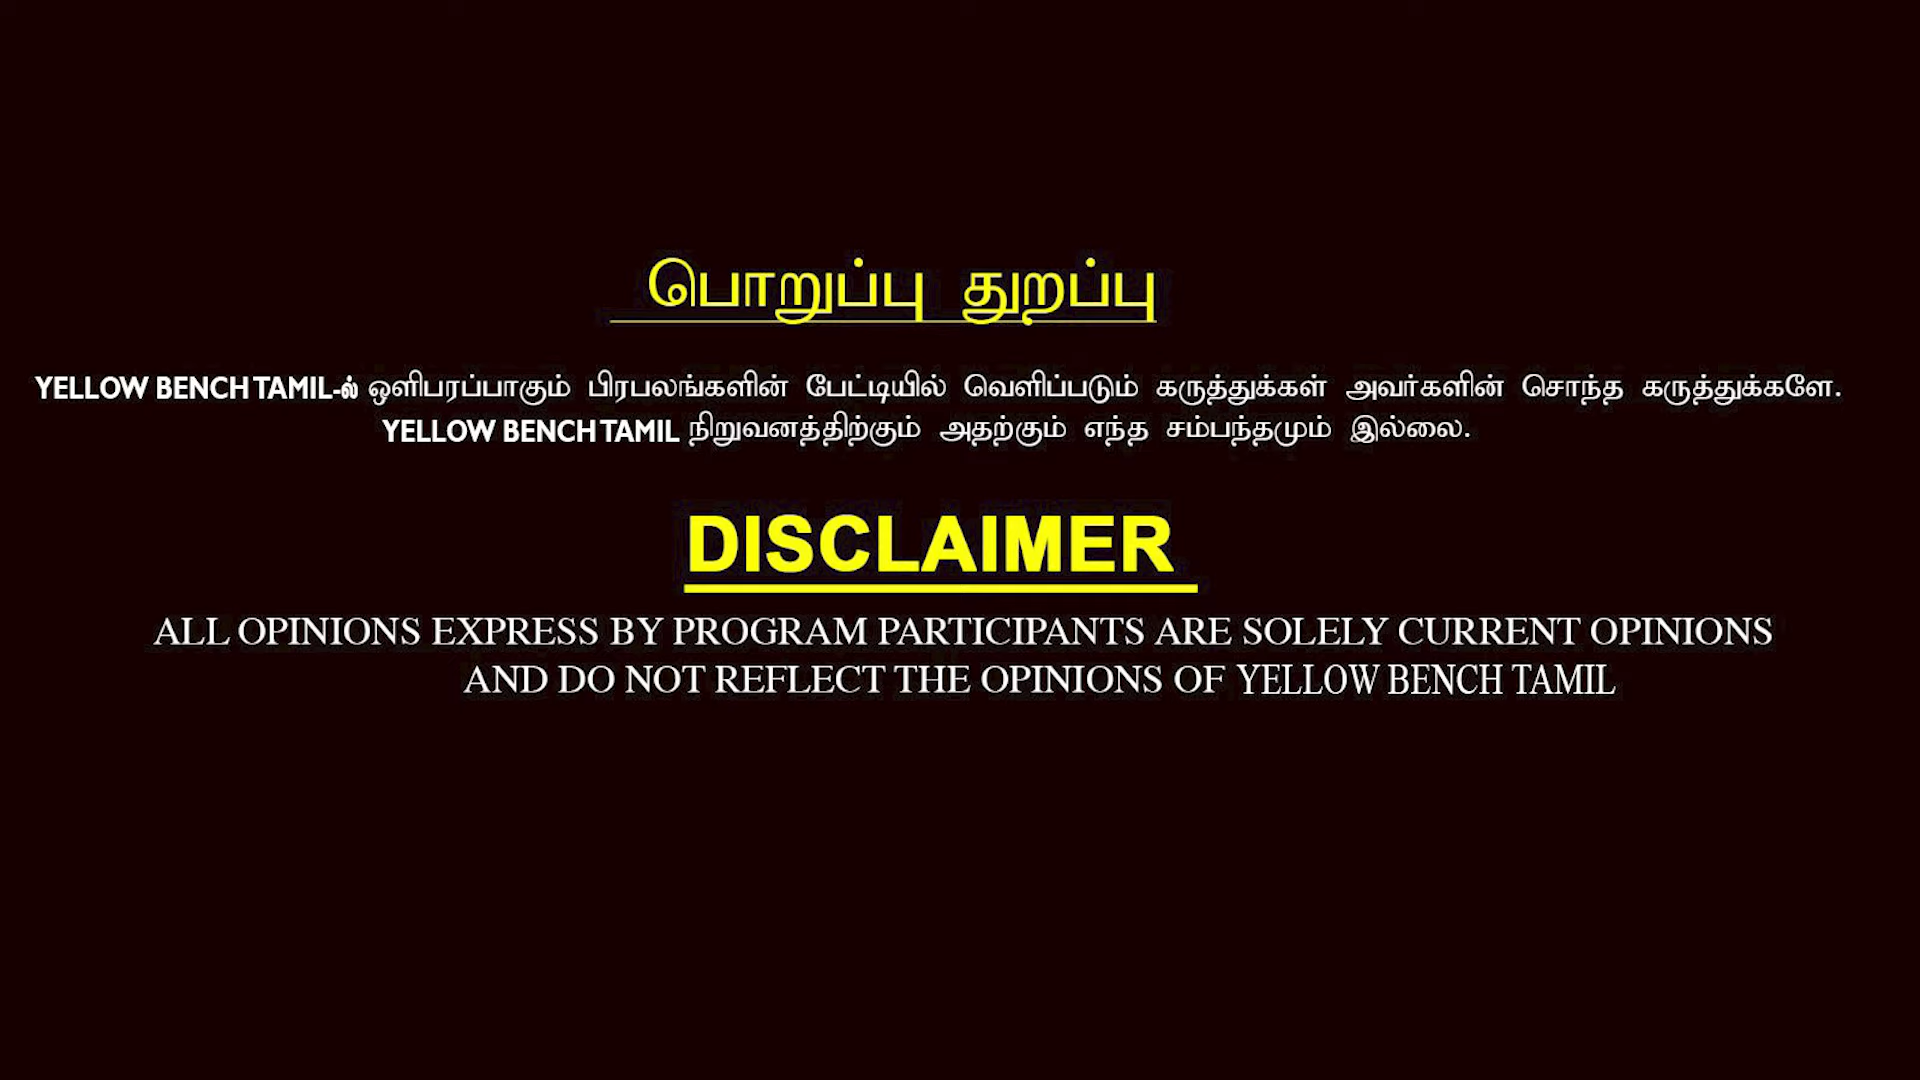 பொறுப்பு துறப்பு
YELLOW BENCH TAMIL-ல் ஒளிபரப்பாகும் பிரபலங்களின் பேட்டியில் வெளிப்படும் கருத்துக்கள் அவர்களின் சொந்த கருத்துக்களே.
YELLOW BENCH TAMIL நிறுவனத்திற்கும் அதற்கும் எந்த சம்பந்தமும் இல்லை.
DISCLAIMER
ALL OPINIONS EXPRESS BY PROGRAM PARTICIPANTS ARE SOLELY CURRENT OPINIONS
AND DO NOT REFLECT THE OPINIONS OF YELLOW BENCH TAMIL